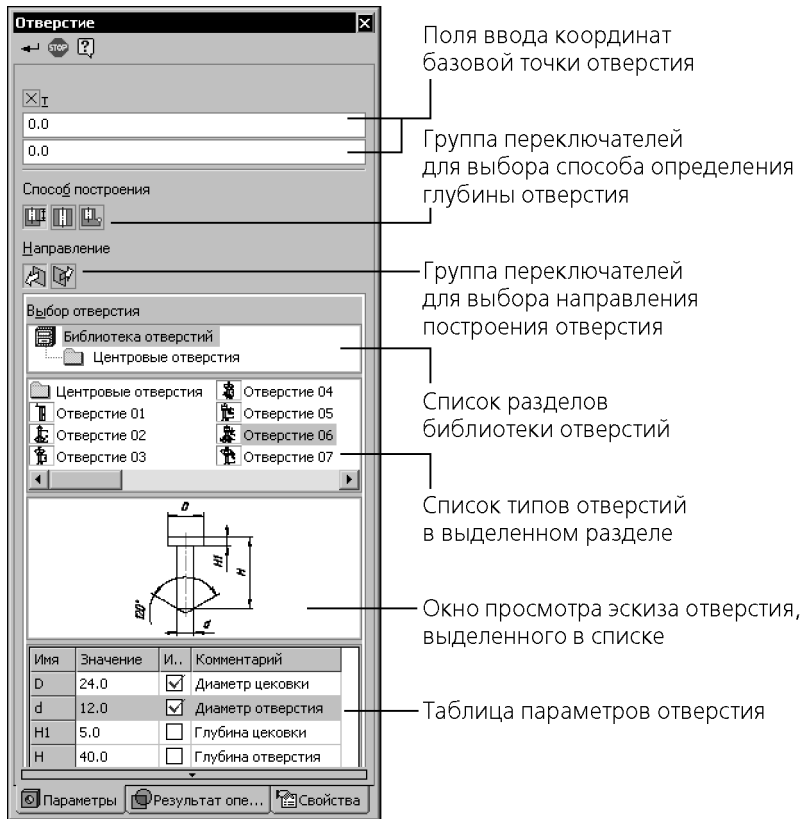 Отверстие
STOP ?
т
0.0
0.0
Способ построения
Направление
Выбор отверстия
Библиотека отверстий
Центровые отверстия
Центровые отверстия
Отверстие 01
Отверстие 02
Отверстие 03
Отверстие 04
Отверстие 05
Отверстие 06
Отверстие 07
D
H1
H
120°
d
Имя Значение И.. Комментарий
D 24.0 Диаметр цековки
d 12.0 Диаметр отверстия
H1 5.0 Глубина цековки
H 40.0 Глубина отверстия
Параметры Результат опе... Свойства
Поля ввода координат
базовой точки отверстия
Группа переключателей
для выбора способа определения
глубины отверстия
Группа переключателей
для выбора направления
построения отверстия
Список разделов
библиотеки отверстий
Список типов отверстий
в выделенном разделе
Окно просмотра эскиза отверстия,
выделенного в списке
Таблица параметров отверстия